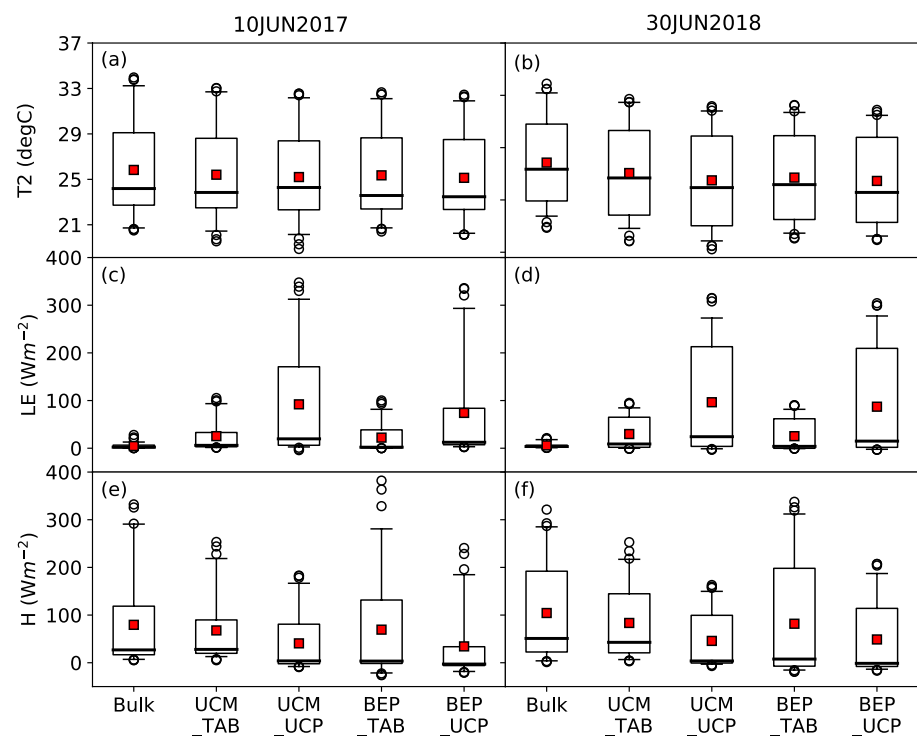 10JUN2017
30JUN2018
T2 (degC)
37
33
29
25
21
(a)
(b)
LE (Wm⁻²)
400
300
200
100
0
(c)
(d)
H (Wm⁻²)
400
300
200
100
0
(e)
(f)
Bulk
UCM
_TAB
UCM
_UCP
BEP
_TAB
BEP
_UCP
Bulk
UCM
_TAB
UCM
_UCP
BEP
_TAB
BEP
_UCP